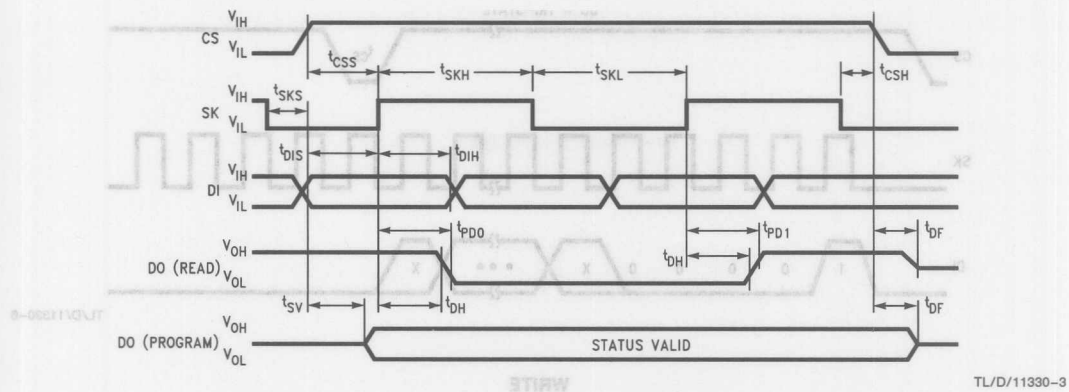 V_IH
CS V_IL
t_CSS t_SKH t_SKL t_CSH
V_IH t_SKS
SK V_IL
t_DIS t_DIH
V_IH
DI V_IL
t_PD0 t_PD1 t_DF
V_OH
DO (READ) V_OL
t_DH
t_SV t_DH t_DF
V_OH
DO (PROGRAM) V_OL
STATUS VALID
TL/D/11330–3